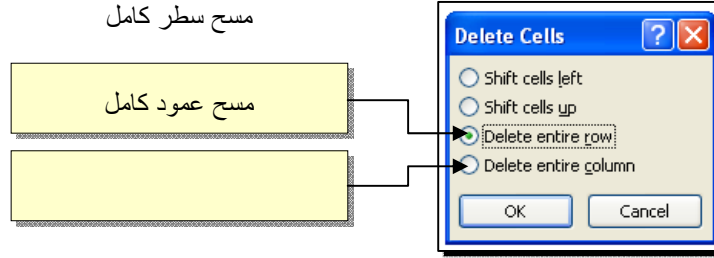 مسح سطر كامل
مسح عمود كامل
Delete Cells
Shift cells left
Shift cells up
Delete entire row
Delete entire column
OK
Cancel